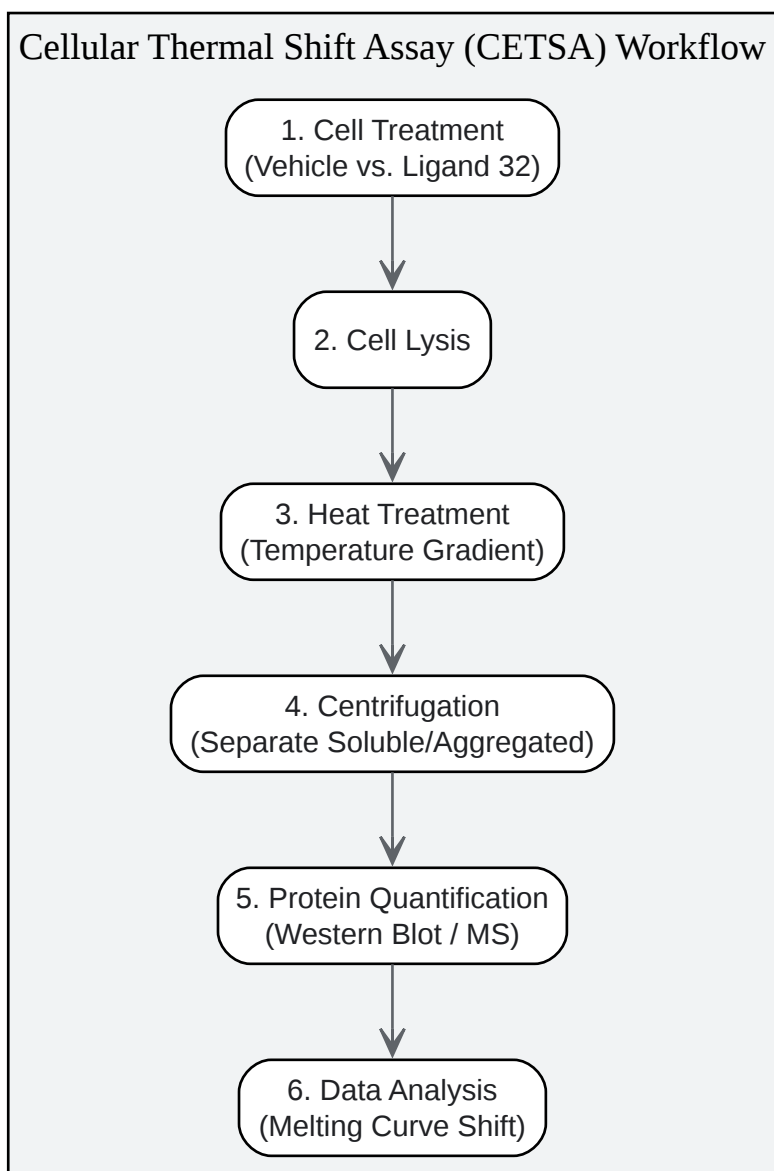 Cellular Thermal Shift Assay (CETSA) Workflow
1. Cell Treatment
(Vehicle vs. Ligand 32)
2. Cell Lysis
3. Heat Treatment
(Temperature Gradient)
4. Centrifugation
(Separate Soluble/Aggregated)
5. Protein Quantification
(Western Blot / MS)
6. Data Analysis
(Melting Curve Shift)